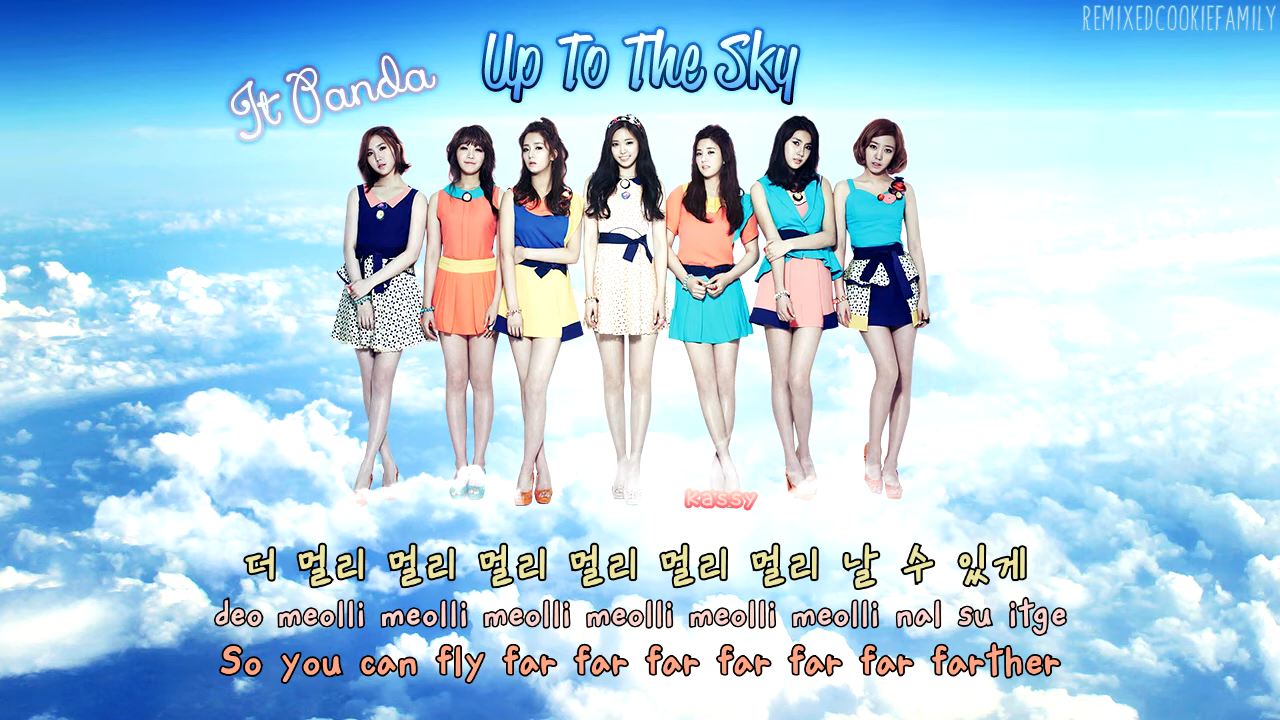 REMIXEDCOOKIEFAMILY
Up To The Sky
It Panda
kassy
더 멀리 멀리 멀리 멀리 멀리 멀리 날 수 있게
deo meolli meolli meolli meolli meolli meolli nal su itge
So you can fly far far far far far far farther